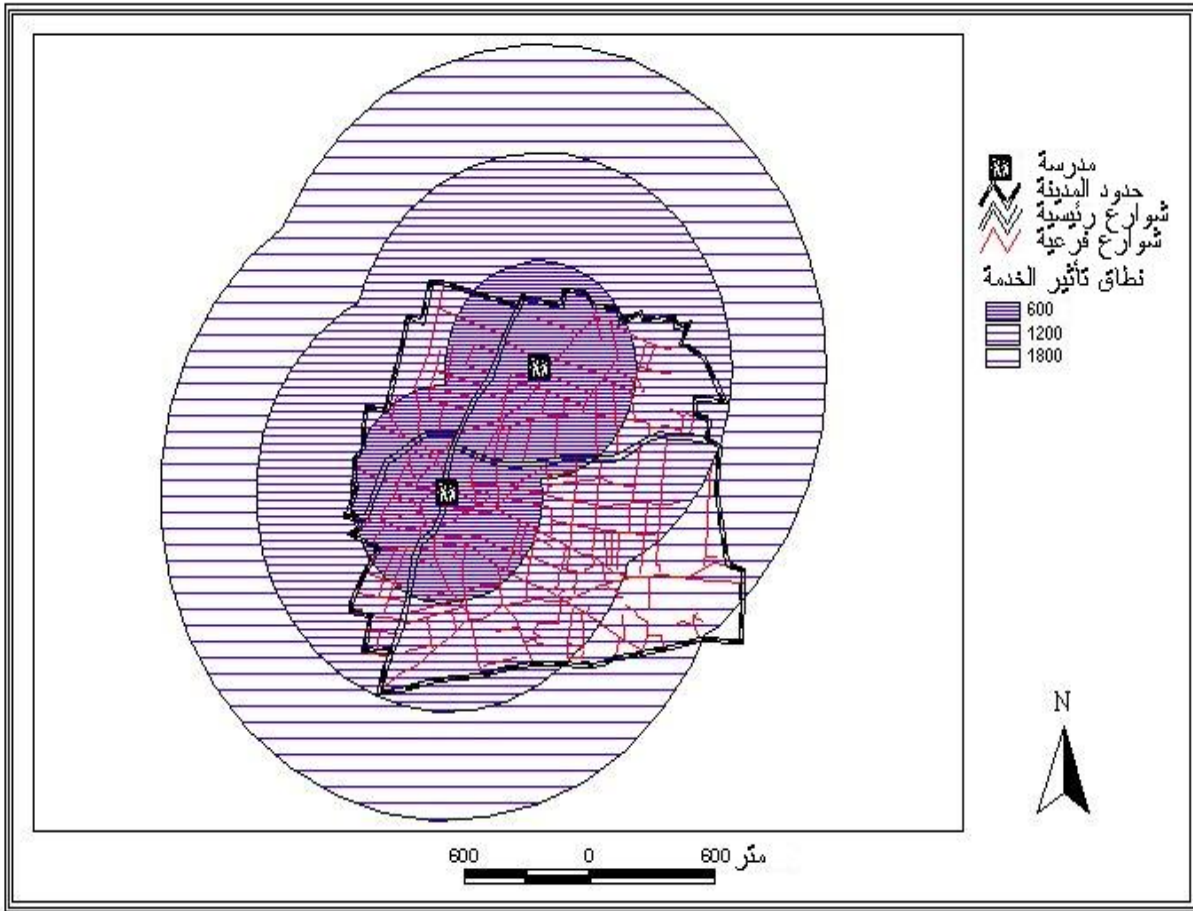 مدرسة
حدود المدينة
شوارع رئيسية
شوارع فرعية
نطاق تأثير الخدمة
600
1200
1800
N
600 0 600 متر